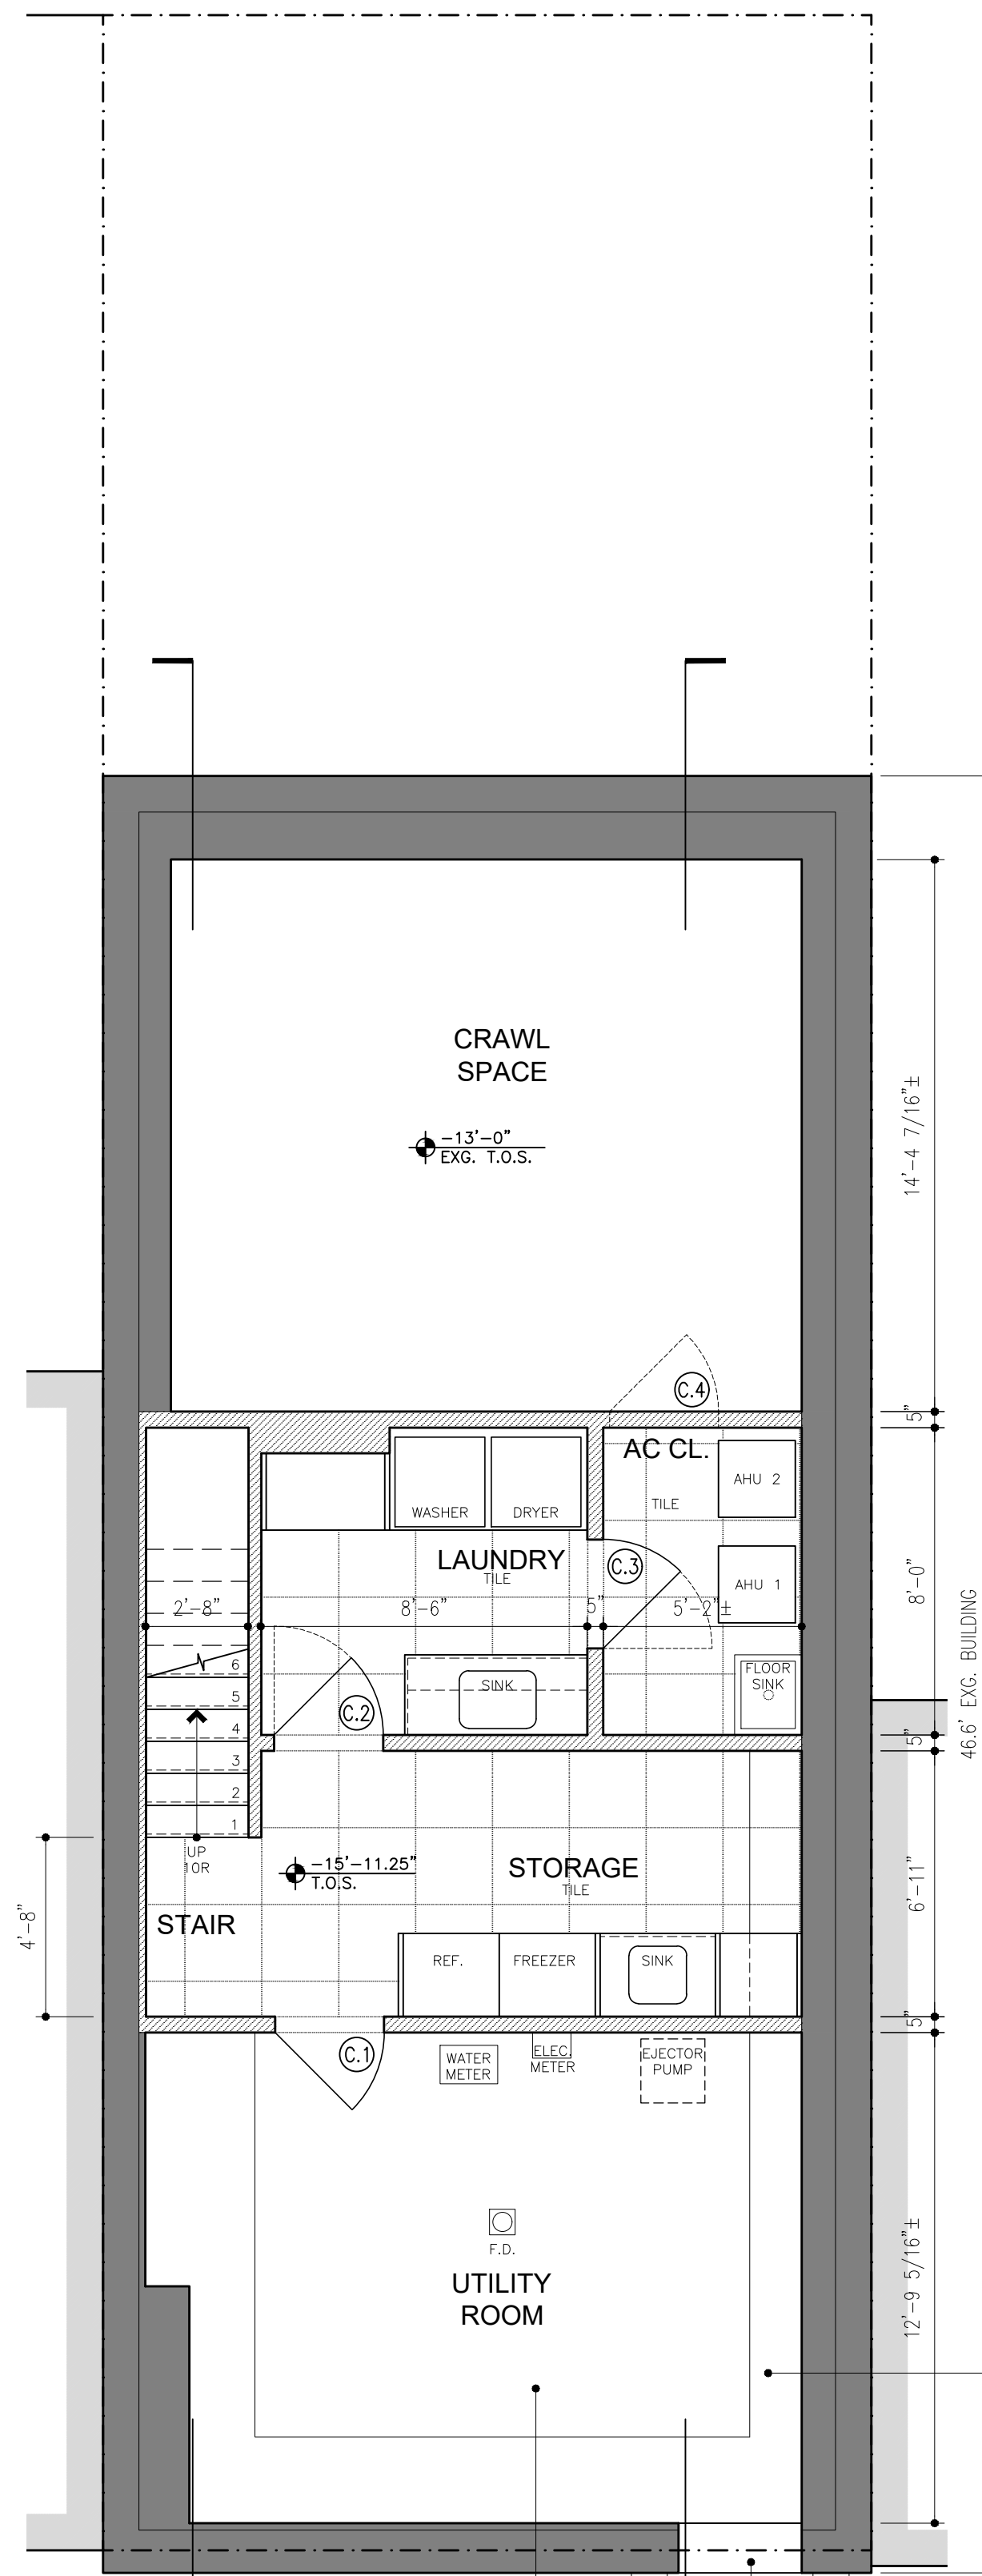 CRAWL
SPACE
-13'-0"
EXG. T.O.S.
14'-4 7/16"±
C.4
5"
AC CL.
AHU 2
WASHER
DRYER
TILE
LAUNDRY
TILE
C.3
AHU 1
8'-0"
2'-8"
8'-6"
5"
5'-2"±
46.6' EXG. BUILDING
6
5
4
3
2
1
C.2
SINK
FLOOR
SINK
5"
UP
10R
-15'-11.25"
T.O.S.
STORAGE
TILE
6'-11"
4'-8"
STAIR
REF.
FREEZER
SINK
5"
C.1
WATER
METER
ELEC.
METER
EJECTOR
PUMP
F.D.
UTILITY
ROOM
12'-9 5/16"±